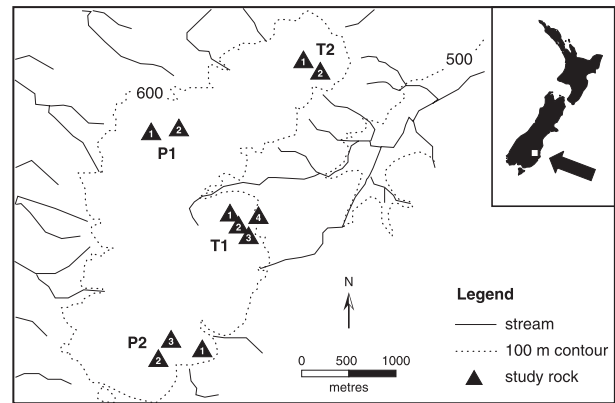 T2
1
2
500
600
1
2
P1
1
2
4
3
T1
N
Legend
stream
100 m contour
study rock
P2
3
2
1
0 500 1000
metres